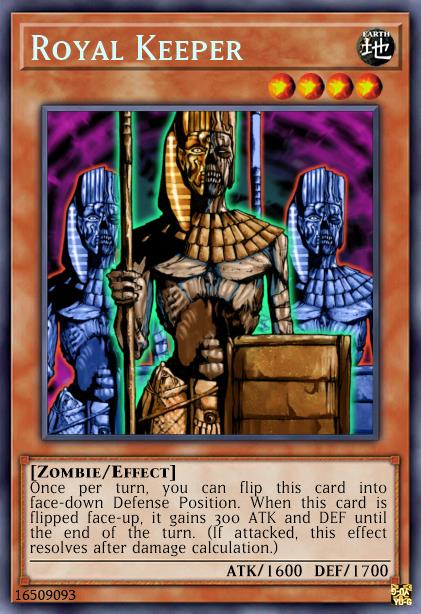 ROYAL KEEPER
EARTH
地
[ZOMBIE/EFFECT]
Once per turn, you can flip this card into
face-down Defense Position. When this card is
flipped face-up, it gains 300 ATK and DEF until
the end of the turn. (If attacked, this effect
resolves after damage calculation.)
ATK/1600 DEF/1700
16509093